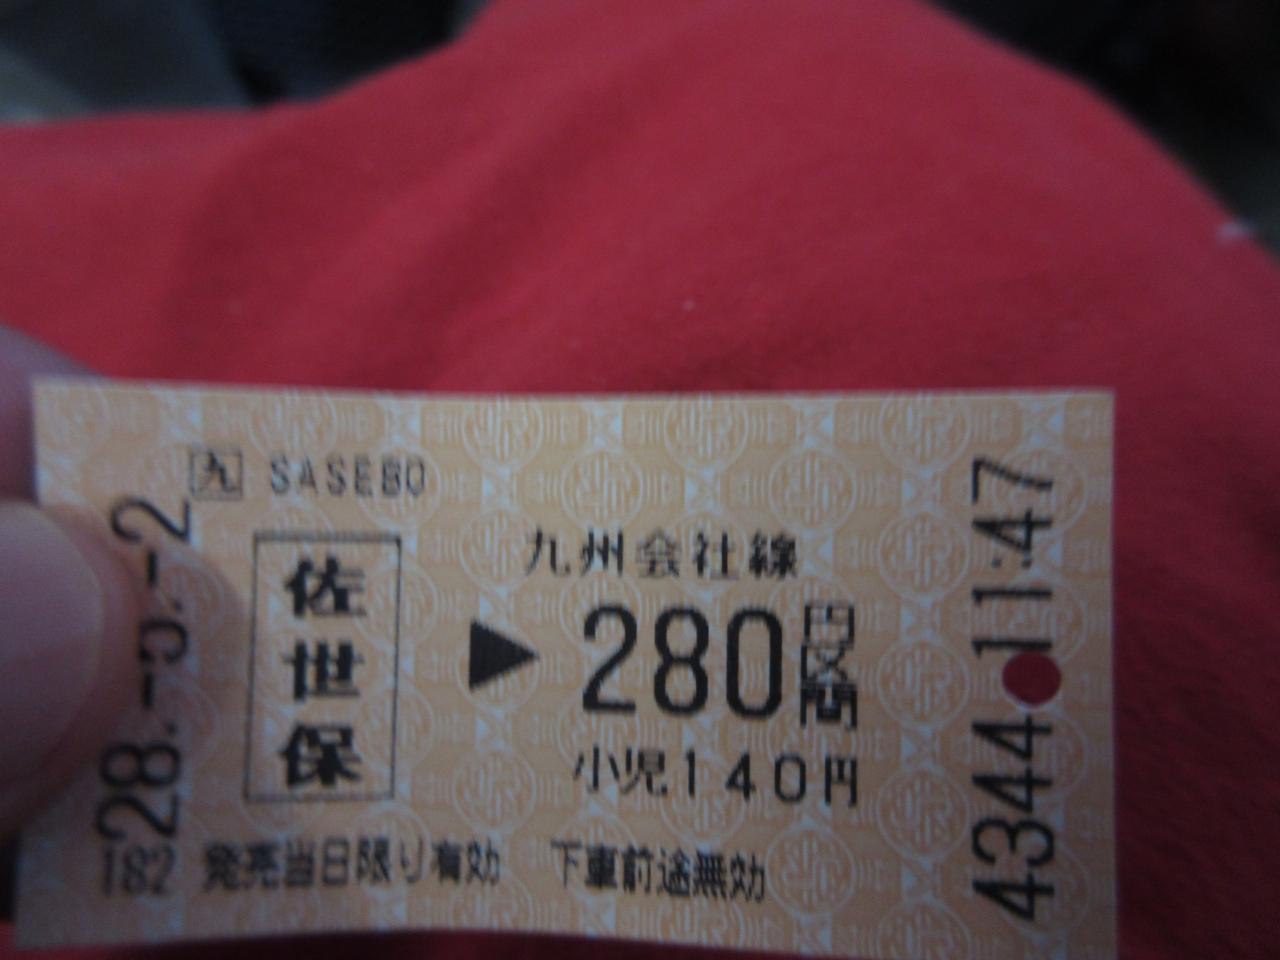 九 SASEBO
佐世保
▶
九州会社線
280円区間
小児140円
28.-5.-2
11:47
4344
182 発売当日限り有効 下車前途無効